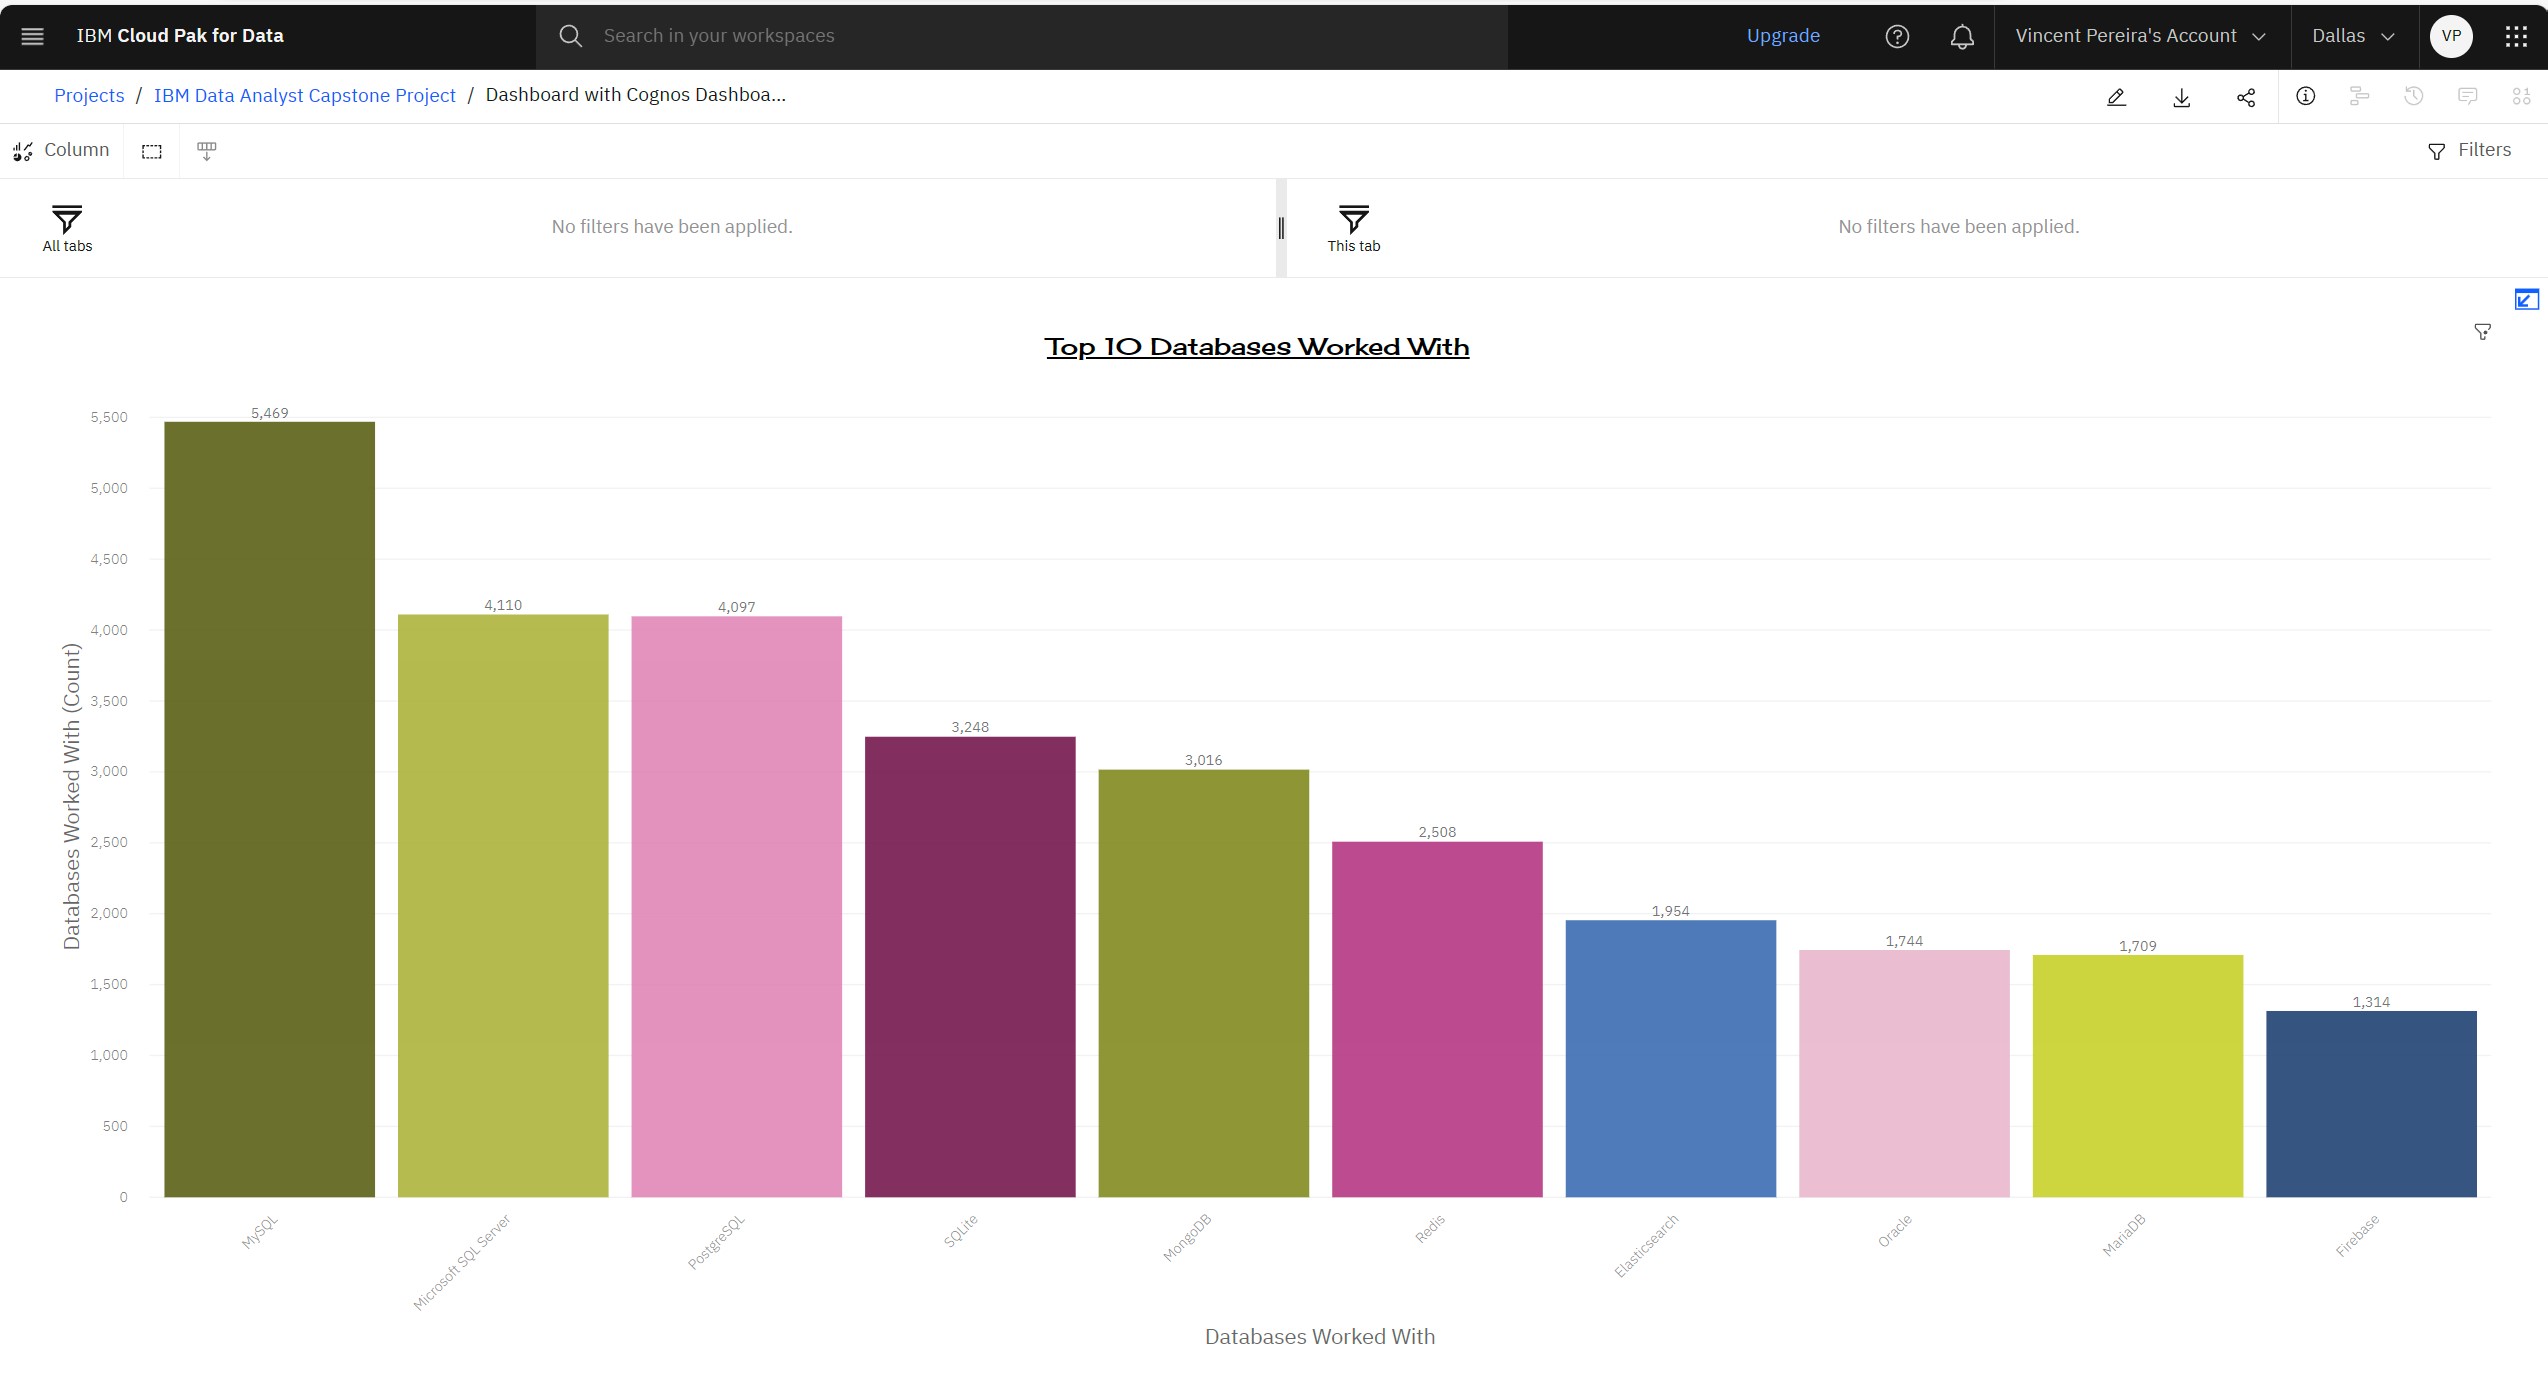 IBM Cloud Pak for Data
Search in your workspaces
Upgrade
Vincent Pereira's Account
Dallas
VP
Projects / IBM Data Analyst Capstone Project / Dashboard with Cognos Dashboa...
Column
Filters
All tabs
No filters have been applied.
This tab
No filters have been applied.
Top 10 Databases Worked With
Databases Worked With (Count)
5,500
5,000
4,500
4,000
3,500
3,000
2,500
2,000
1,500
1,000
500
0
5,469
4,110
4,097
3,248
3,016
2,508
1,954
1,744
1,709
1,314
MySQL
Microsoft SQL Server
PostgreSQL
SQLite
MongoDB
Redis
Elasticsearch
Oracle
MariaDB
Firebase
Databases Worked With